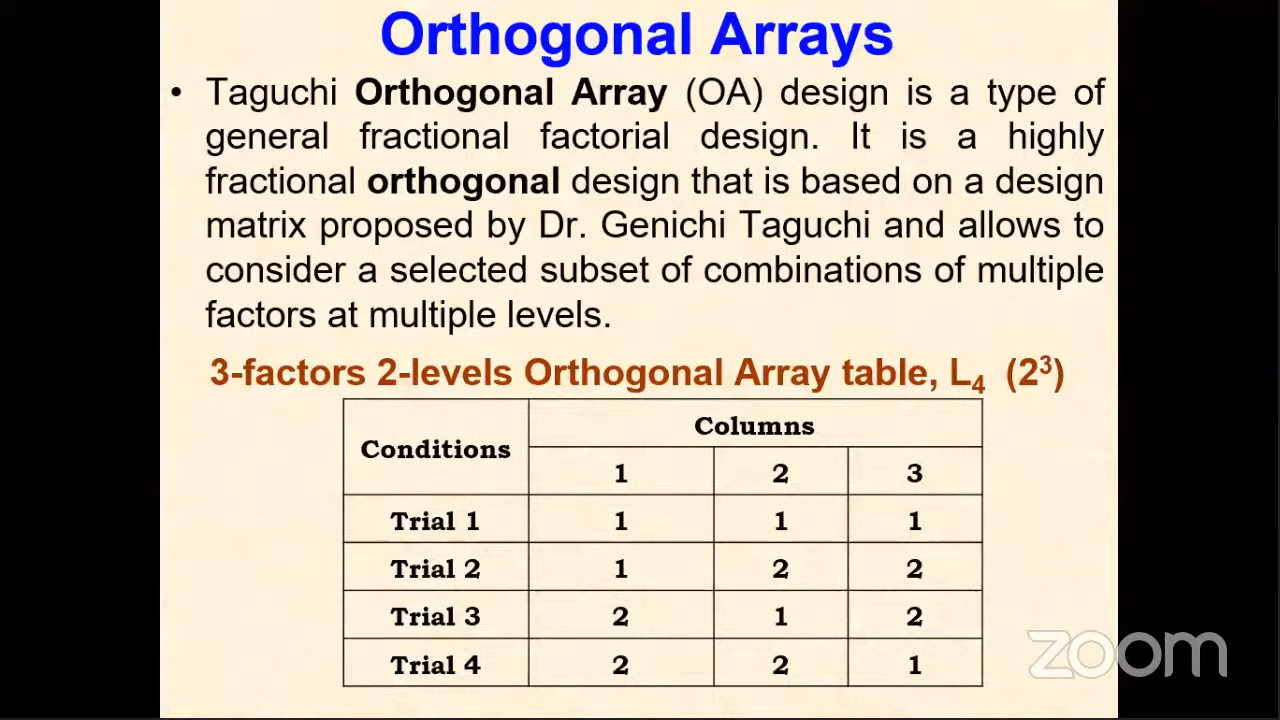 Orthogonal Arrays
• Taguchi Orthogonal Array (OA) design is a type of
general fractional factorial design. It is a highly
fractional orthogonal design that is based on a design
matrix proposed by Dr. Genichi Taguchi and allows to
consider a selected subset of combinations of multiple
factors at multiple levels.
3-factors 2-levels Orthogonal Array table, L₄ (2³)
Conditions Columns
1 2 3
Trial 1 1 1 1
Trial 2 1 2 2
Trial 3 2 1 2
Trial 4 2 2 1
zoom